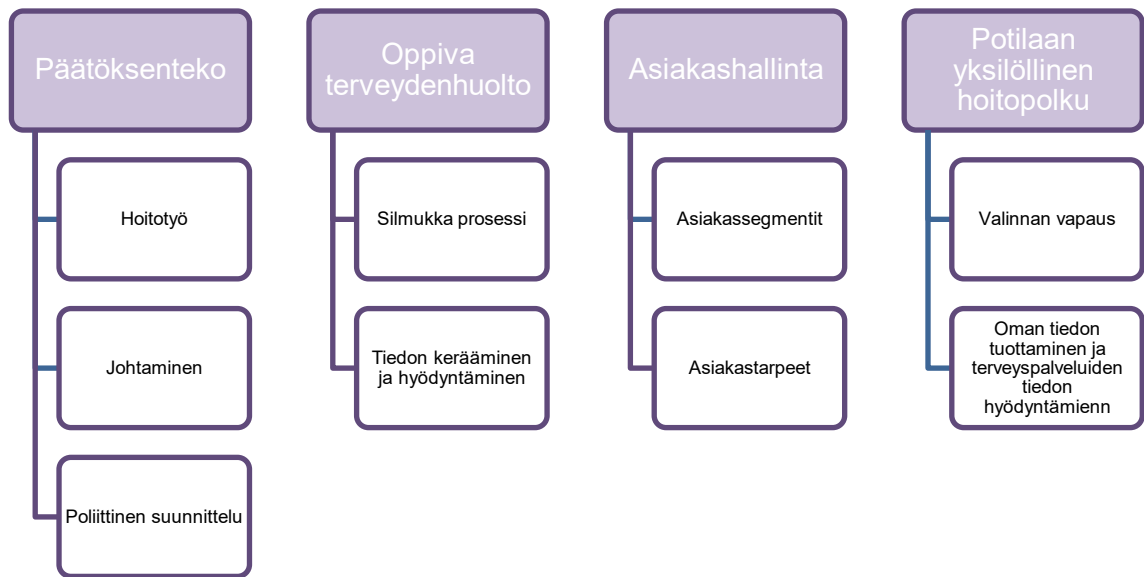 Päätöksenteko
Hoitotyö
Johtaminen
Poliittinen suunnittelu
Oppiva
terveydenhuolto
Silmukka prosessi
Tiedon kerääminen
ja hyödyntäminen
Asiakashallinta
Asiakassegmentit
Asiakastarpeet
Potilaan
yksilöllinen
hoitopolku
Valinnan vapaus
Oman tiedon
tuottaminen ja
terveyspalveluiden
tiedon
hyödyntämienn